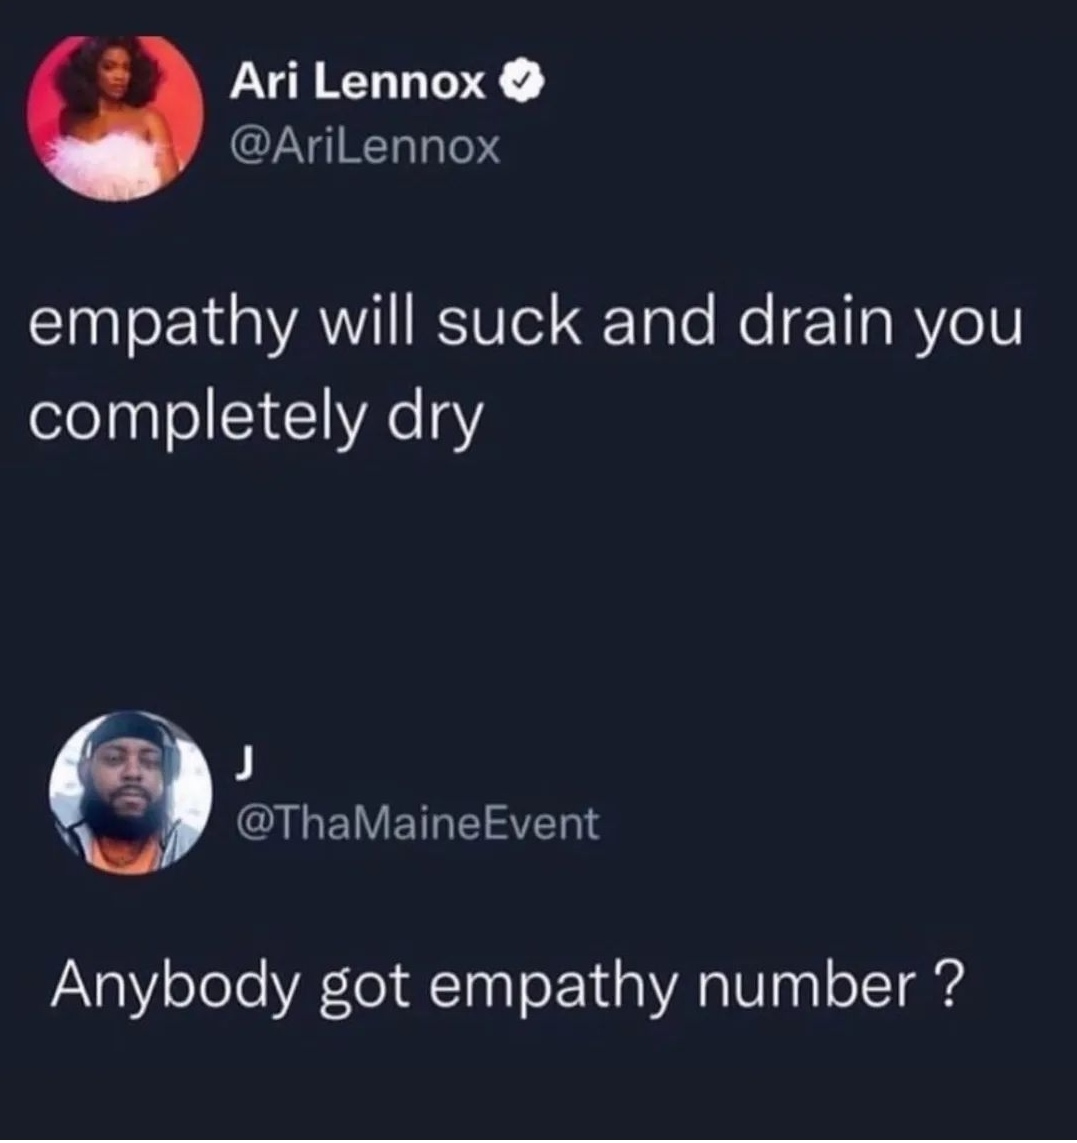 Ari Lennox
@AriLennox
empathy will suck and drain you
completely dry
J
@ThaMaineEvent
Anybody got empathy number ?